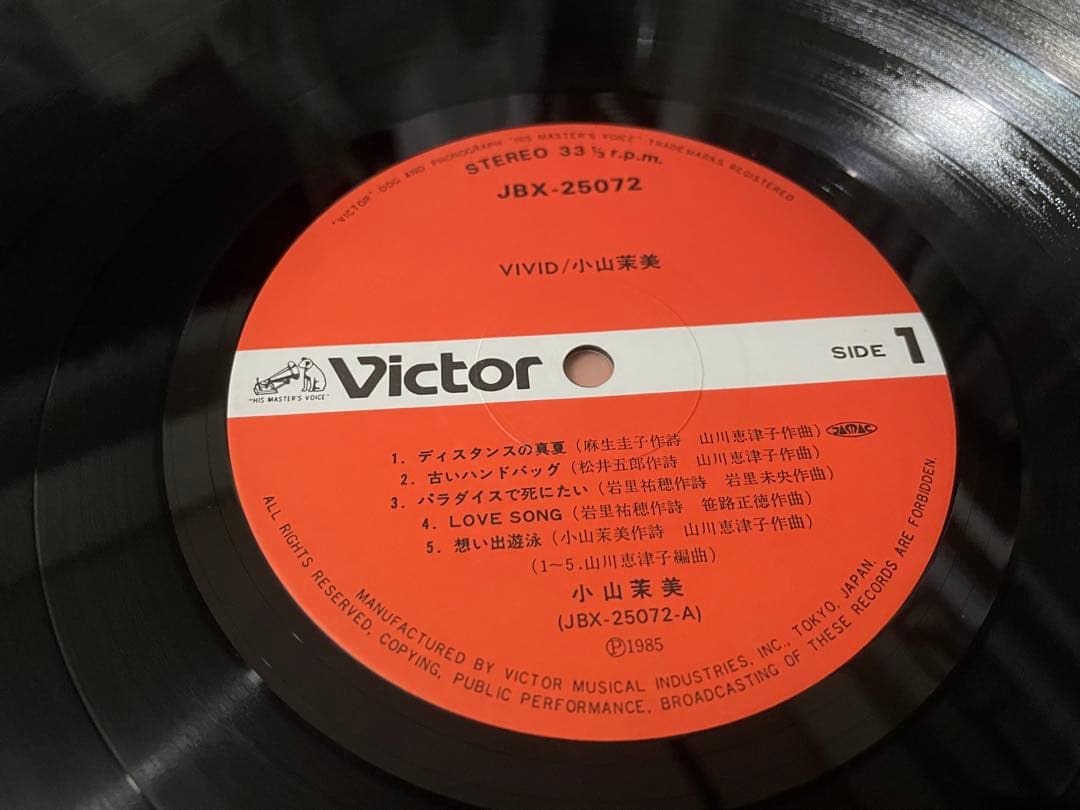 "VICTOR" DOG AND PHONOGRAPH "HIS MASTER'S VOICE" TRADEMARKS REGISTERED
STEREO 33 ⅓ r.p.m.
JBX-25072
VIVID/小山茉美
"HIS MASTER'S VOICE"
Victor
SIDE 1
1. ディスタンスの真夏(麻生圭子作詩 山川恵津子作曲) JASRAC
2. 古いハンドバッグ(松井五郎作詩 山川恵津子作曲)
3. パラダイスで死にたい(岩里祐穂作詩 岩里未央作曲)
4. LOVE SONG(岩里祐穂作詩 笹路正徳作曲)
5. 想い出遊泳(小山茉美作詩 山川恵津子作曲)
(1~5.山川恵津子編曲)
小山茉美
(JBX-25072-A)
Ⓟ1985
MANUFACTURED BY VICTOR MUSICAL INDUSTRIES, INC., TOKYO, JAPAN.
ALL RIGHTS RESERVED, COPYING, PUBLIC PERFORMANCE, BROADCASTING OF THESE RECORDS ARE FORBIDDEN.